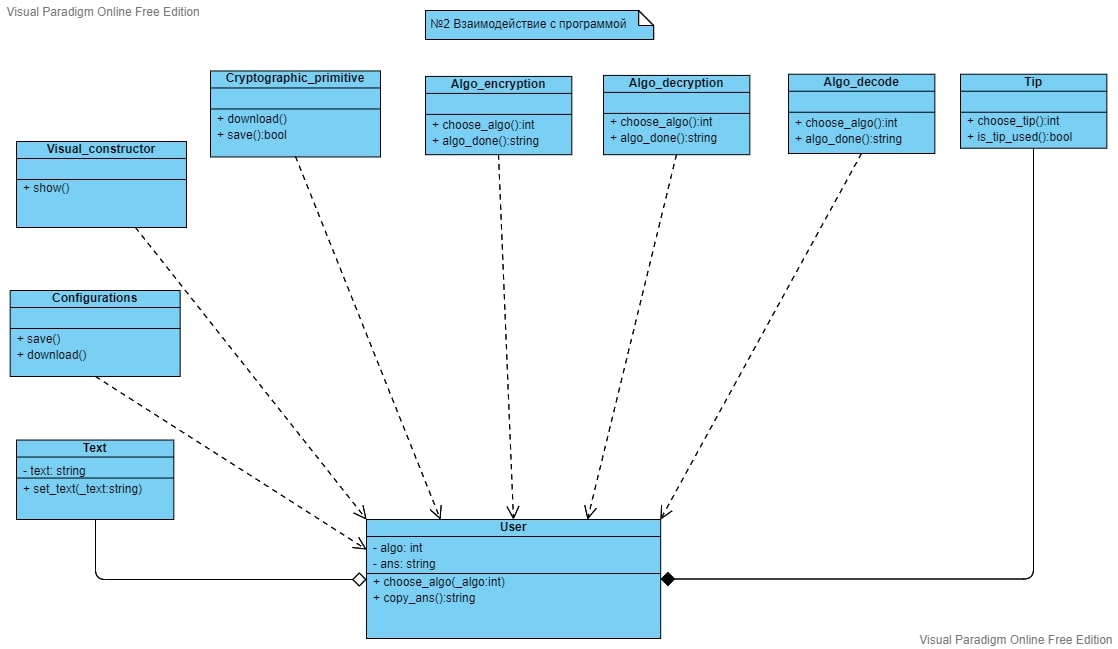 Visual Paradigm Online Free Edition
№2 Взаимодействие с программой
Cryptographic_primitive
+ download()
+ save():bool
Algo_encryption
+ choose_algo():int
+ algo_done():string
Algo_decryption
+ choose_algo():int
+ algo_done():string
Algo_decode
+ choose_algo():int
+ algo_done():string
Tip
+ choose_tip():int
+ is_tip_used():bool
Visual_constructor
+ show()
Configurations
+ save()
+ download()
Text
- text: string
+ set_text(_text:string)
User
- algo: int
- ans: string
+ choose_algo(_algo:int)
+ copy_ans():string
Visual Paradigm Online Free Edition